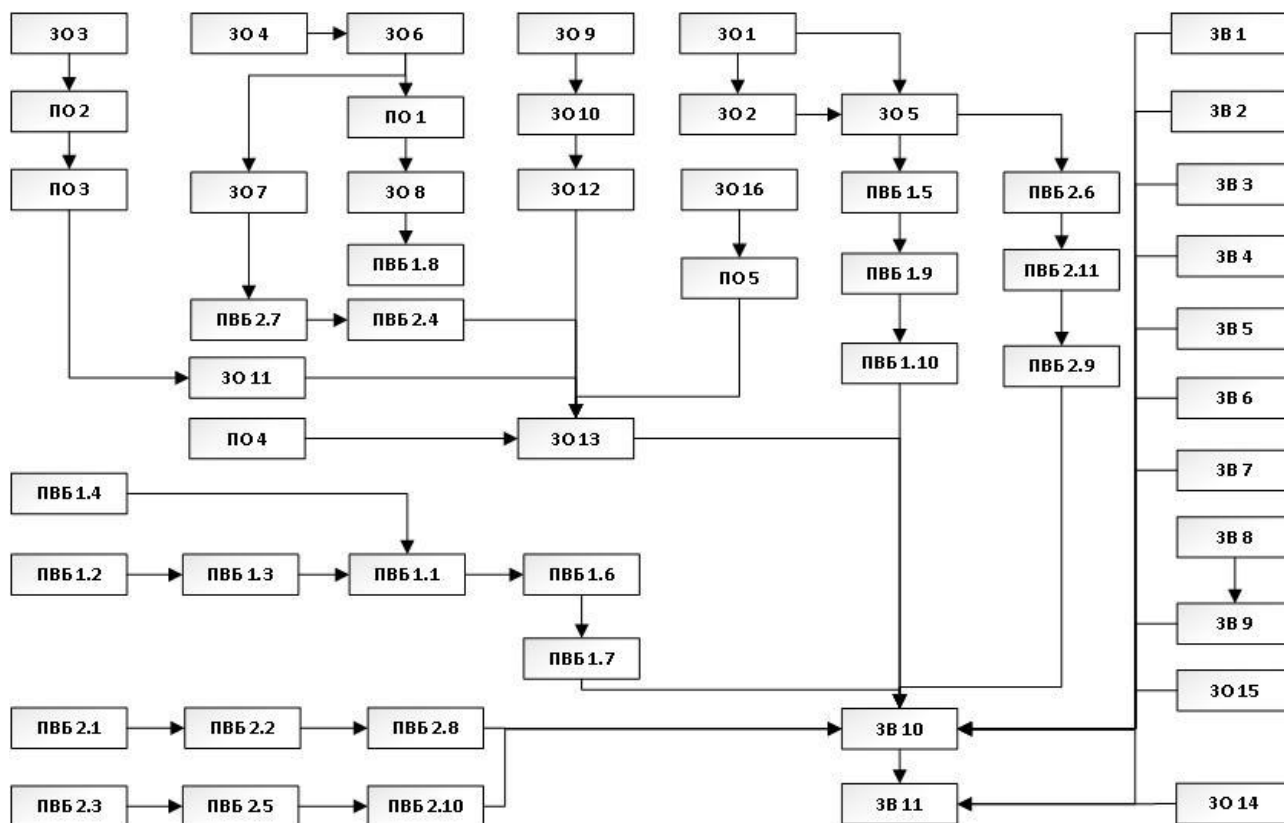 ЗО 3
ЗО 4
ЗО 6
ЗО 9
ЗО 1
ЗВ 1
ПО 2
ПО 1
ЗО 10
ЗО 2
ЗО 5
ЗВ 2
ПО 3
ЗО 7
ЗО 8
ЗО 12
ЗО 16
ПВБ 1.5
ПВБ 2.6
ЗВ 3
ПВБ 1.8
ПО 5
ПВБ 1.9
ПВБ 2.11
ЗВ 4
ПВБ 2.7
ПВБ 2.4
ЗВ 5
ЗО 11
ПВБ 1.10
ПВБ 2.9
ЗВ 6
ПО 4
ЗО 13
ЗВ 7
ПВБ 1.4
ЗВ 8
ПВБ 1.2
ПВБ 1.3
ПВБ 1.1
ПВБ 1.6
ЗВ 9
ПВБ 1.7
ЗО 15
ПВБ 2.1
ПВБ 2.2
ПВБ 2.8
ЗВ 10
ПВБ 2.3
ПВБ 2.5
ПВБ 2.10
ЗВ 11
ЗО 14